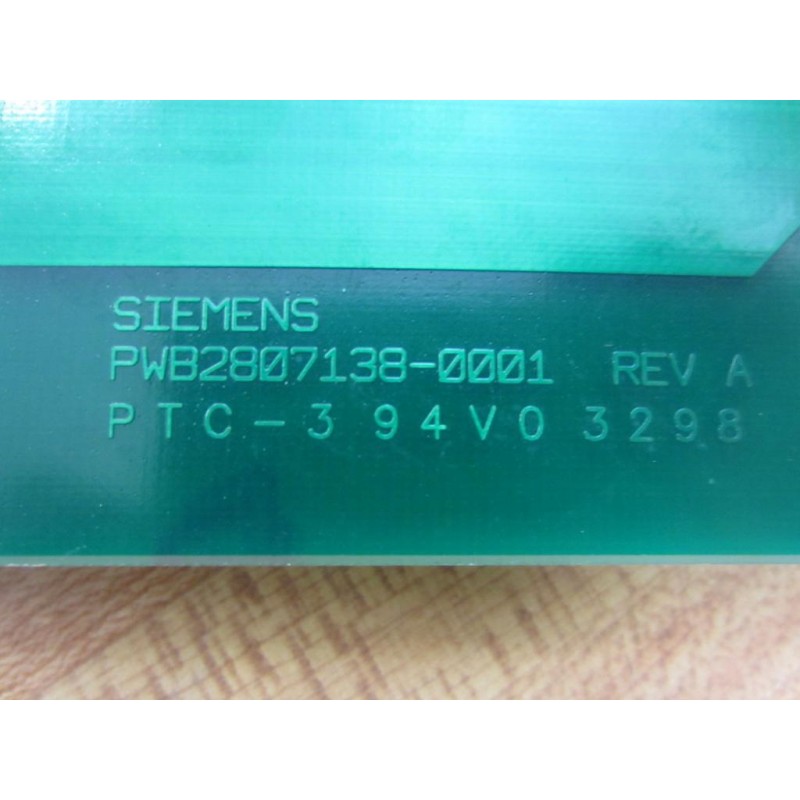 SIEMENS
PWB2807138-0001 REV A
PTC-3 94V0 3298